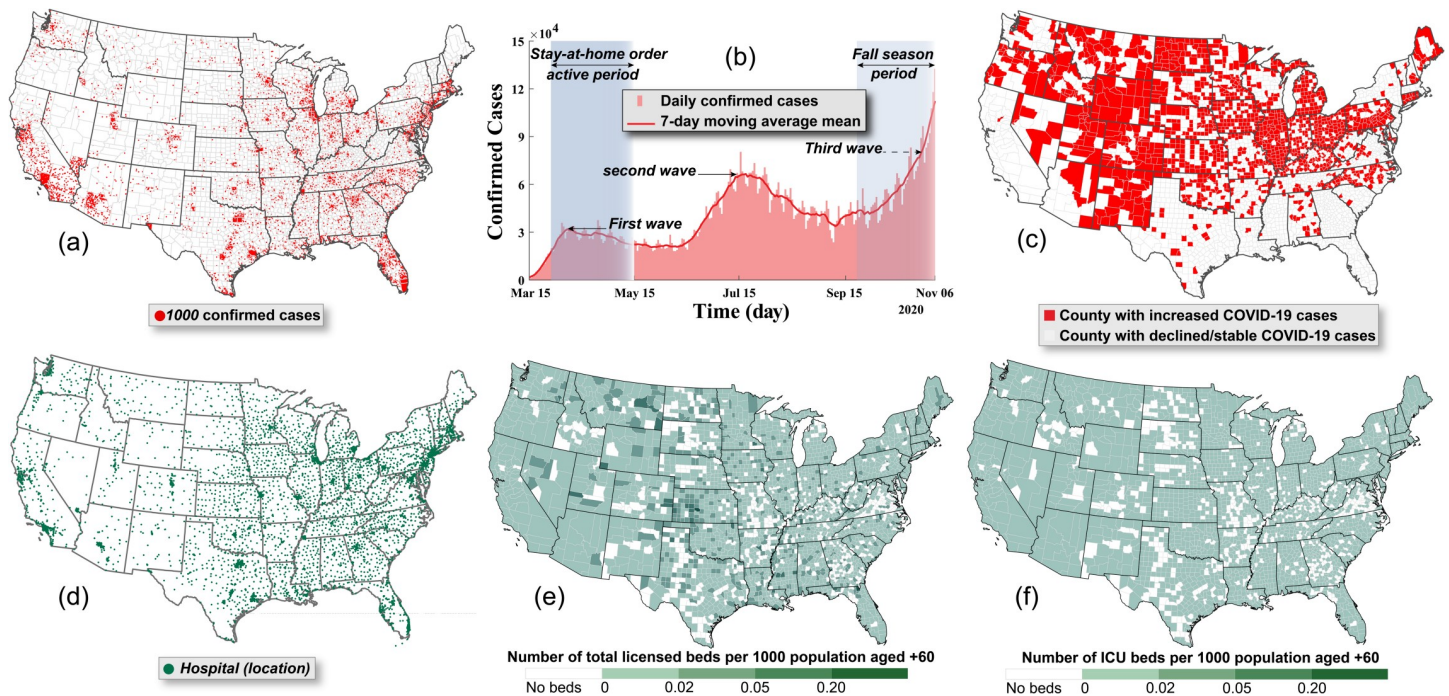 (a)
1000 confirmed cases
×10⁴
15
12
9
6
3
0
Confirmed Cases
Stay-at-home order
active period
(b)
Fall season
period
Daily confirmed cases
7-day moving average mean
Third wave
second wave
First wave
Mar 15
May 15
Jul 15
Sep 15
Nov 06
2020
Time (day)
(c)
County with increased COVID-19 cases
County with declined/stable COVID-19 cases
(d)
Hospital (location)
(e)
Number of total licensed beds per 1000 population aged +60
No beds 0 0.02 0.05 0.20
(f)
Number of ICU beds per 1000 population aged +60
No beds 0 0.02 0.05 0.20